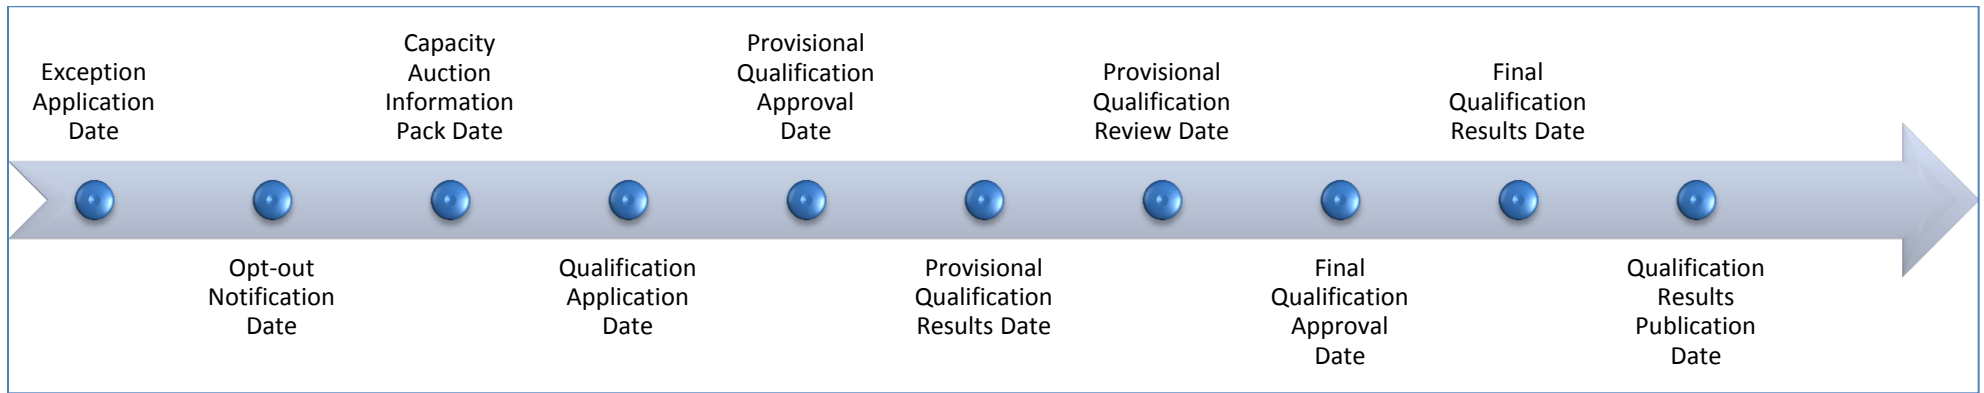 Exception
Application
Date
Opt-out
Notification
Date
Capacity
Auction
Information
Pack Date
Qualification
Application
Date
Provisional
Qualification
Approval
Date
Provisional
Qualification
Results Date
Provisional
Qualification
Review Date
Final
Qualification
Approval
Date
Final
Qualification
Results Date
Qualification
Results
Publication
Date